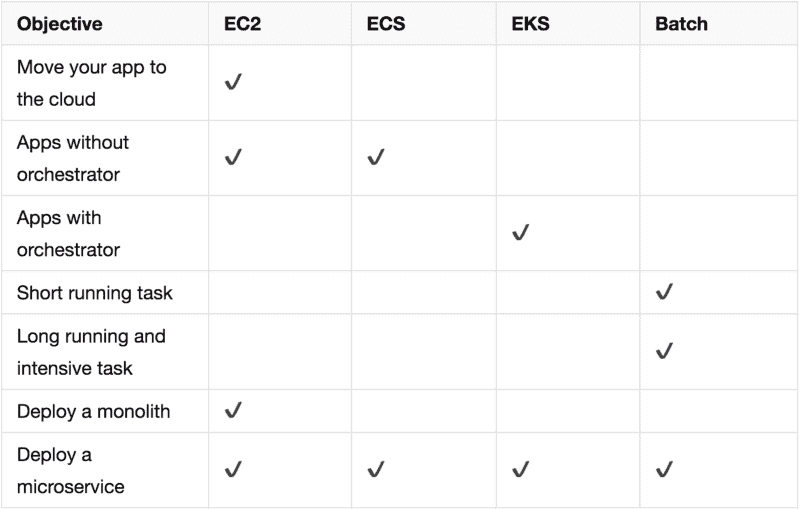 Objective EC2 ECS EKS Batch
Move your app to
the cloud ✓
Apps without
orchestrator ✓ ✓
Apps with
orchestrator ✓
Short running task ✓
Long running and
intensive task ✓
Deploy a monolith ✓
Deploy a
microservice ✓ ✓ ✓ ✓